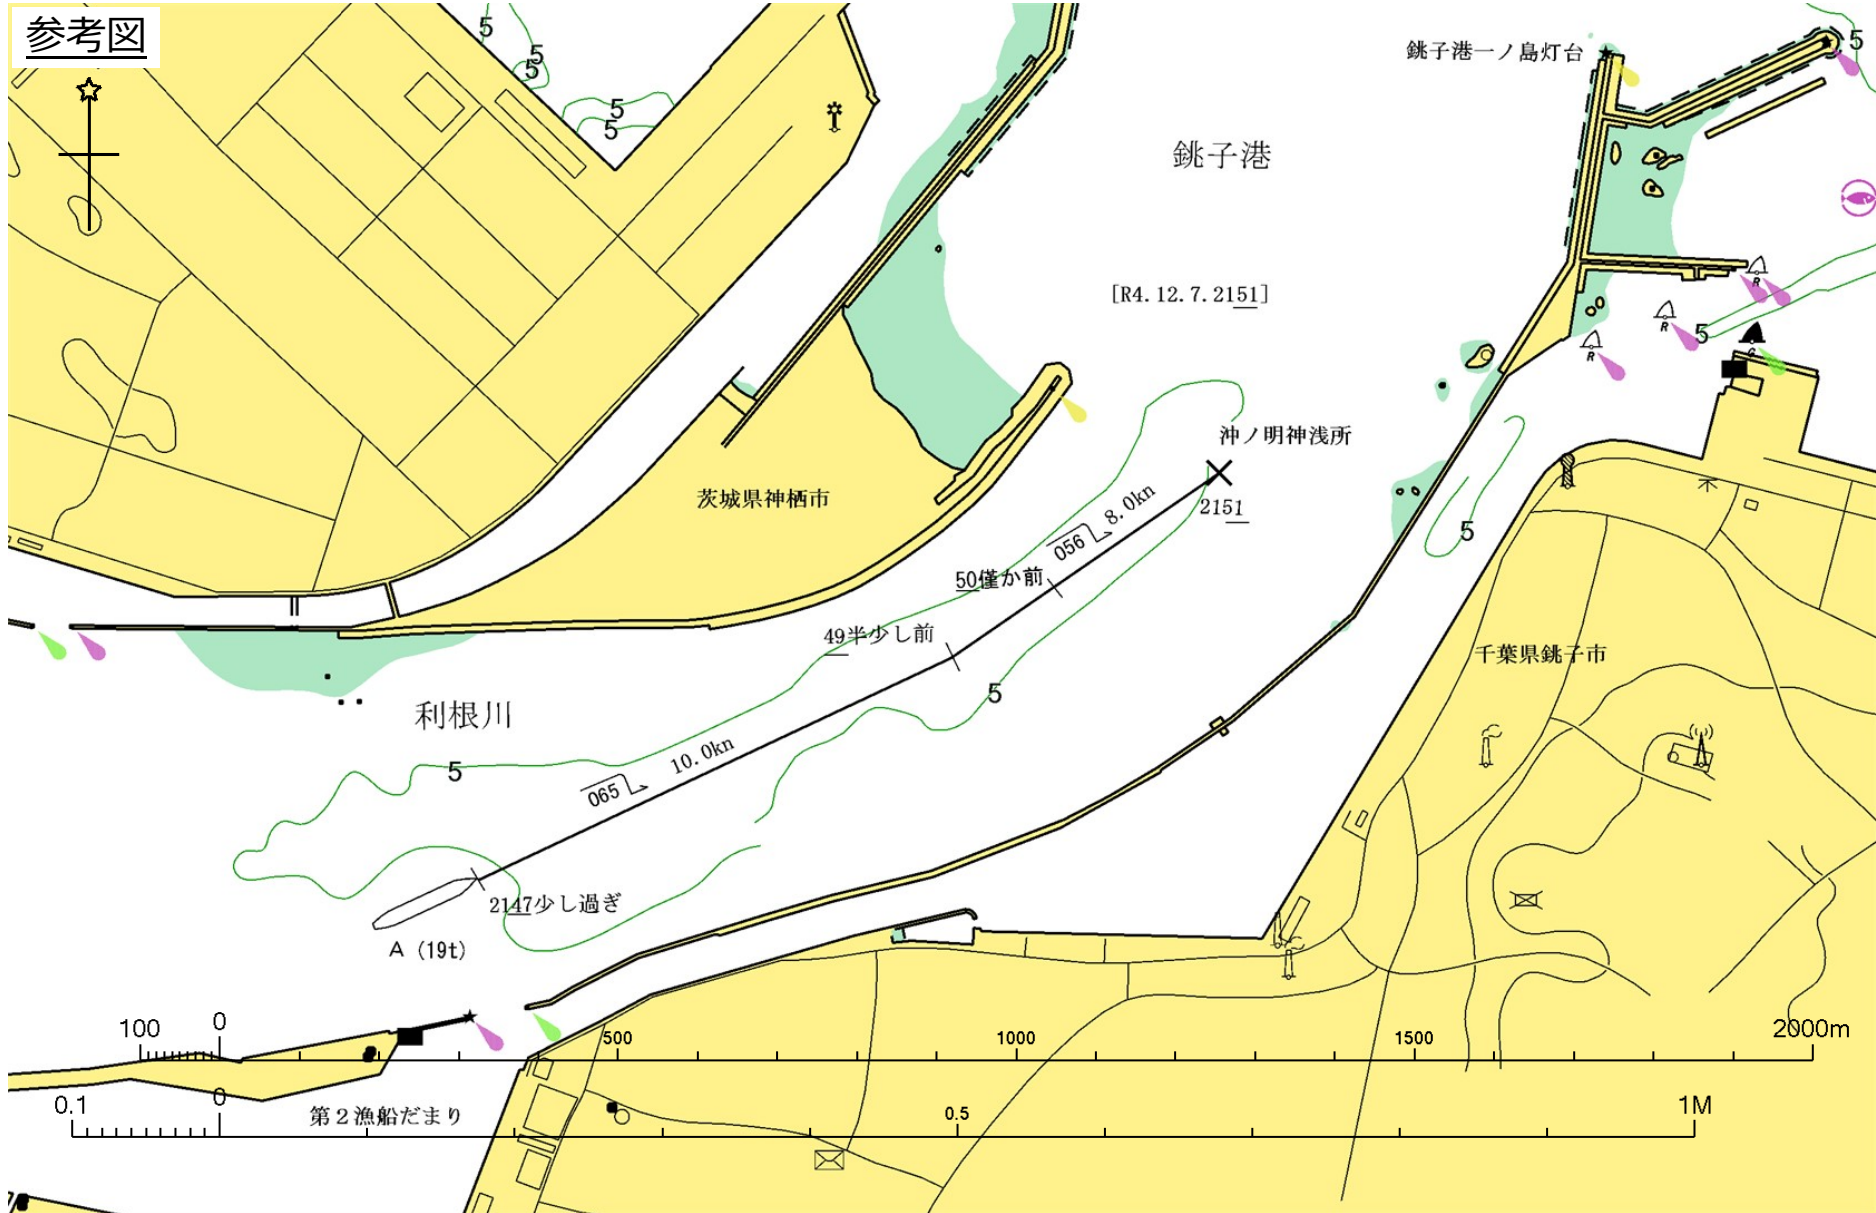 参考図
5
5
5
5
5
5
銚子港一ノ島灯台
銚子港
[R4.12.7.2151]
R
R
R
G
5
沖ノ明神浅所
2151
茨城県神栖市
056
8.0kn
50僅か前
5
49半少し前
千葉県銚子市
5
利根川
5
065
10.0kn
2147少し過ぎ
A (19t)
100
0
500
1000
1500
2000m
0.1
0
0.5
1M
第2漁船だまり